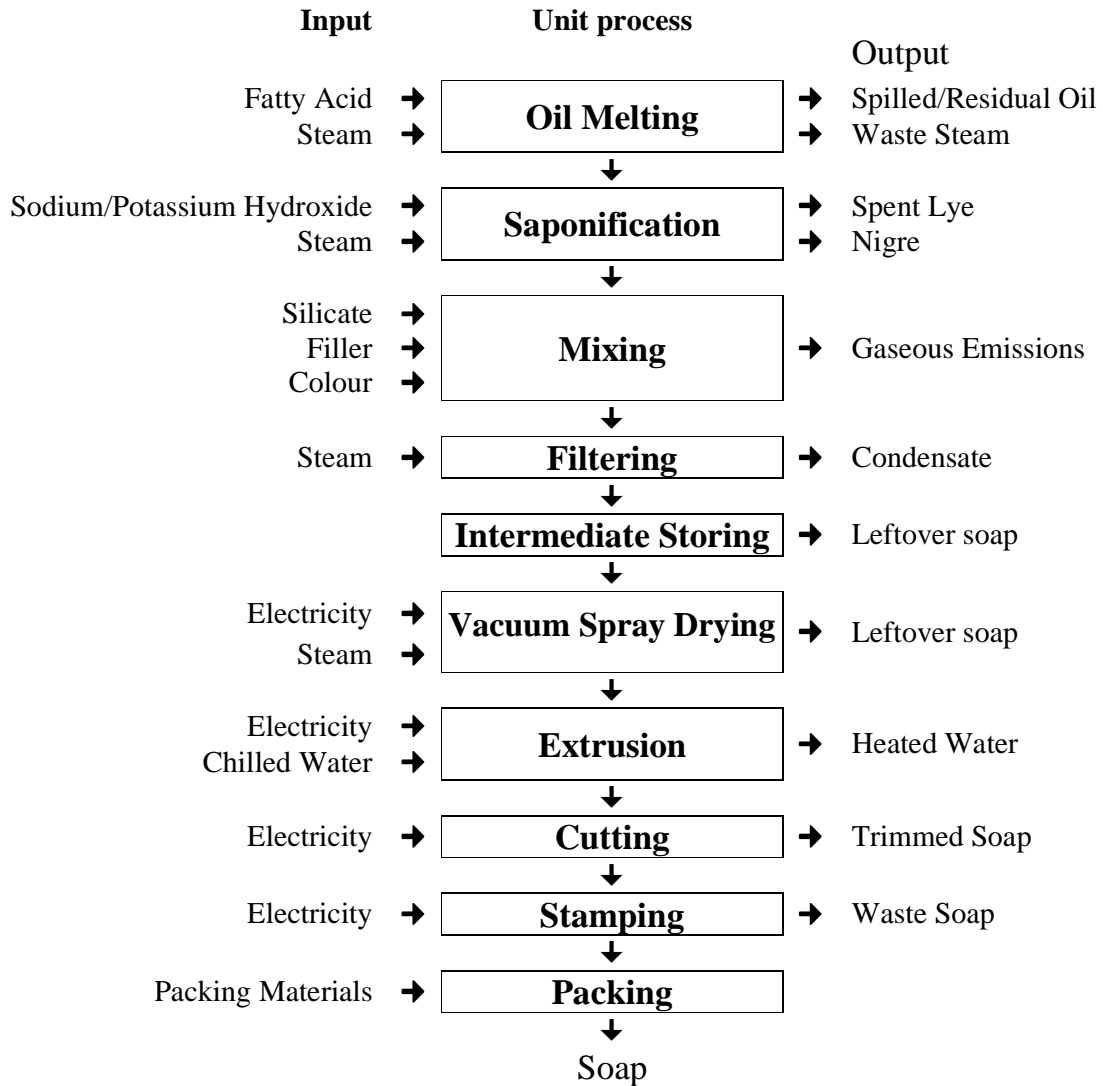 Input Unit process
Output
Fatty Acid Oil Melting Spilled/Residual Oil
Steam Waste Steam
Sodium/Potassium Hydroxide Saponification Spent Lye
Steam Nigre
Silicate
Filler Mixing Gaseous Emissions
Colour
Steam Filtering Condensate
Intermediate Storing Leftover soap
Electricity Vacuum Spray Drying Leftover soap
Steam
Electricity Extrusion Heated Water
Chilled Water
Electricity Cutting Trimmed Soap
Electricity Stamping Waste Soap
Packing Materials Packing
Soap